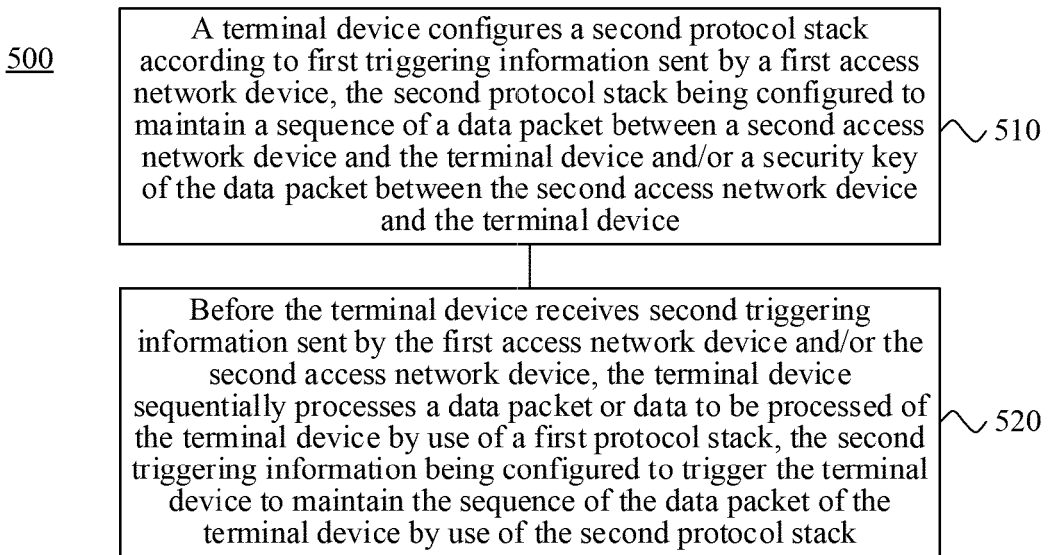 500
A terminal device configures a second protocol stack
according to first triggering information sent by a first access
network device, the second protocol stack being configured to
maintain a sequence of a data packet between a second access
network device and the terminal device and/or a security key
of the data packet between the second access network device
and the terminal device
510
Before the terminal device receives second triggering
information sent by the first access network device and/or the
second access network device, the terminal device
sequentially processes a data packet or data to be processed of
the terminal device by use of a first protocol stack, the second
triggering information being configured to trigger the terminal
device to maintain the sequence of the data packet of the
terminal device by use of the second protocol stack
520